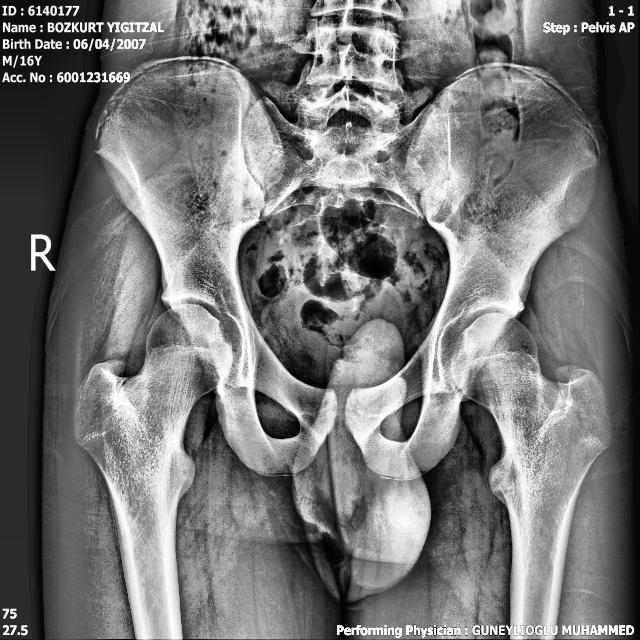 ID : 6140177
Name : BOZKURT YIGITZAL
Birth Date : 06/04/2007
M/16Y
Acc. No : 6001231669
1 - 1
Step : Pelvis AP
R
75
27.5
Performing Physician : GUNEYLIOGLU MUHAMMED